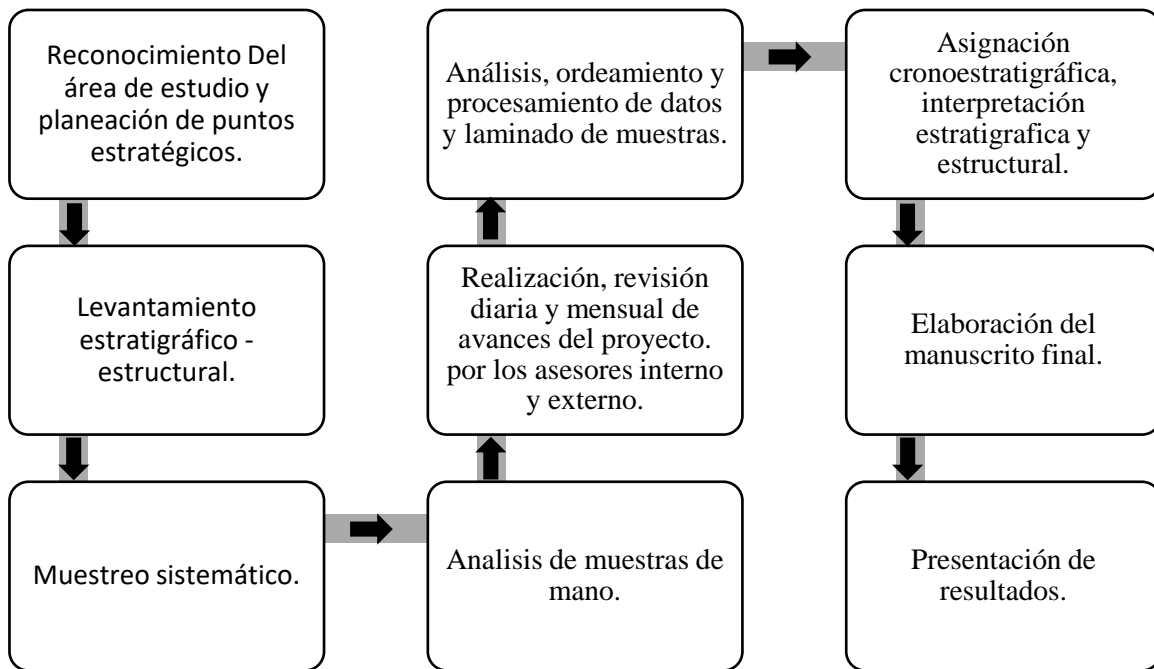 Reconocimiento Del
área de estudio y
planeación de puntos
estratégicos.
Levantamiento
estratigráfico -
estructural.
Muestreo sistemático.
Analisis de muestras de
mano.
Realización, revisión
diaria y mensual de
avances del proyecto.
por los asesores interno
y externo.
Análisis, ordeamiento y
procesamiento de datos
y laminado de muestras.
Asignación
cronoestratigráfica,
interpretación
estratigrafica y
estructural.
Elaboración del
manuscrito final.
Presentación de
resultados.